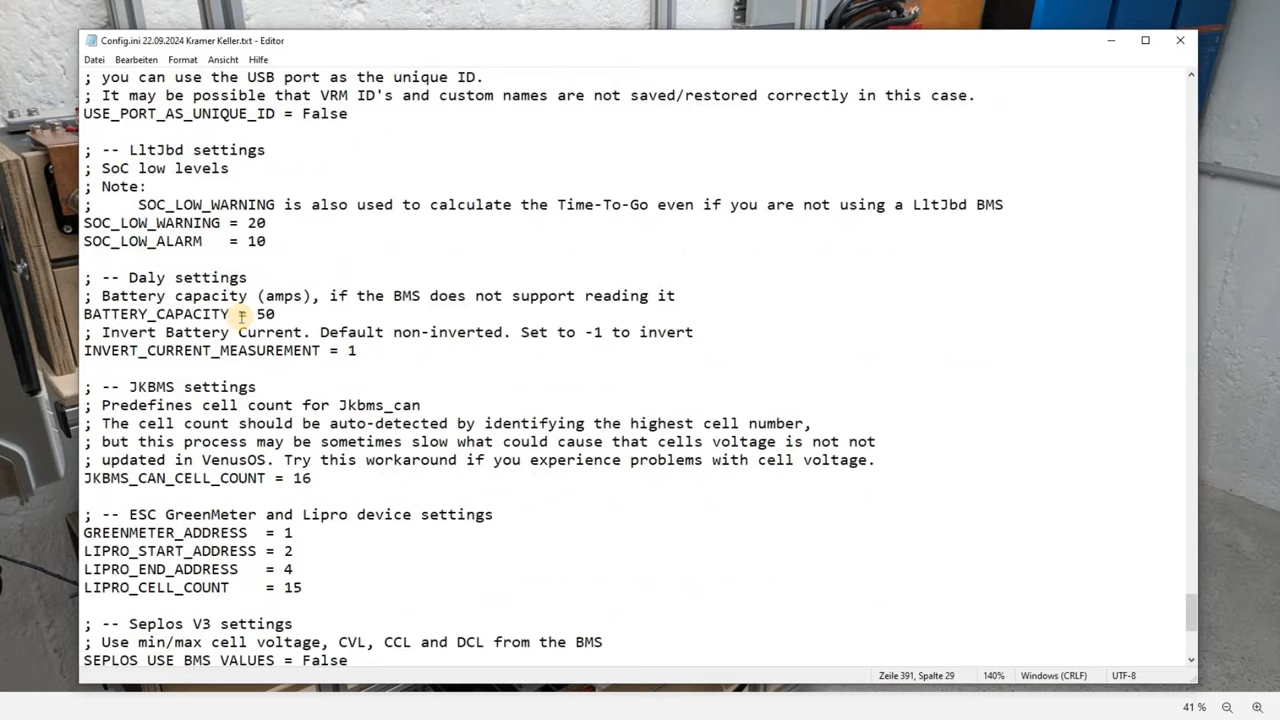 Config.ini 22.09.2024 Kramer Keller.txt - Editor
Datei Bearbeiten Format Ansicht Hilfe
; you can use the USB port as the unique ID.
; It may be possible that VRM ID's and custom names are not saved/restored correctly in this case.
USE_PORT_AS_UNIQUE_ID = False
; -- LltJbd settings
; SoC low levels
; Note:
;     SOC_LOW_WARNING is also used to calculate the Time-To-Go even if you are not using a LltJbd BMS
SOC_LOW_WARNING = 20
SOC_LOW_ALARM   = 10
; -- Daly settings
; Battery capacity (amps), if the BMS does not support reading it
BATTERY_CAPACITY = 50
; Invert Battery Current. Default non-inverted. Set to -1 to invert
INVERT_CURRENT_MEASUREMENT = 1
; -- JKBMS settings
; Predefines cell count for Jkbms_can
; The cell count should be auto-detected by identifying the highest cell number,
; but this process may be sometimes slow what could cause that cells voltage is not not
; updated in VenusOS. Try this workaround if you experience problems with cell voltage.
JKBMS_CAN_CELL_COUNT = 16
; -- ESC GreenMeter and Lipro device settings
GREENMETER_ADDRESS  = 1
LIPRO_START_ADDRESS = 2
LIPRO_END_ADDRESS   = 4
LIPRO_CELL_COUNT    = 15
; -- Seplos V3 settings
; Use min/max cell voltage, CVL, CCL and DCL from the BMS
SEPLOS_USE_BMS_VALUES = False
Zeile 391, Spalte 29 140% Windows (CRLF) UTF-8
41 %